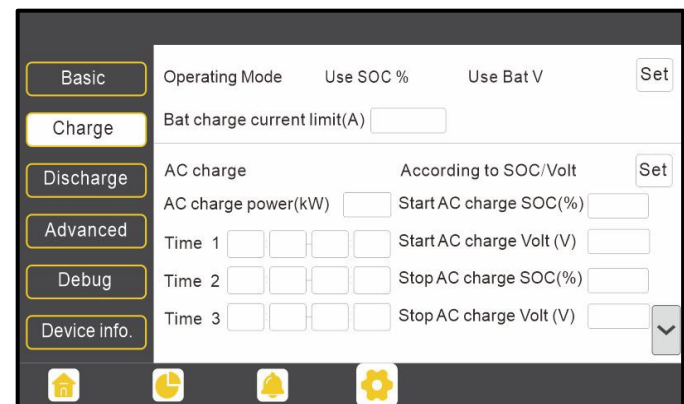 Basic
Charge
Discharge
Advanced
Debug
Device info.
Operating Mode Use SOC % Use Bat V Set
Bat charge current limit(A)
AC charge According to SOC/Volt Set
AC charge power(kW) Start AC charge SOC(%)
Time 1 Start AC charge Volt (V)
Time 2 Stop AC charge SOC(%)
Time 3 Stop AC charge Volt (V)